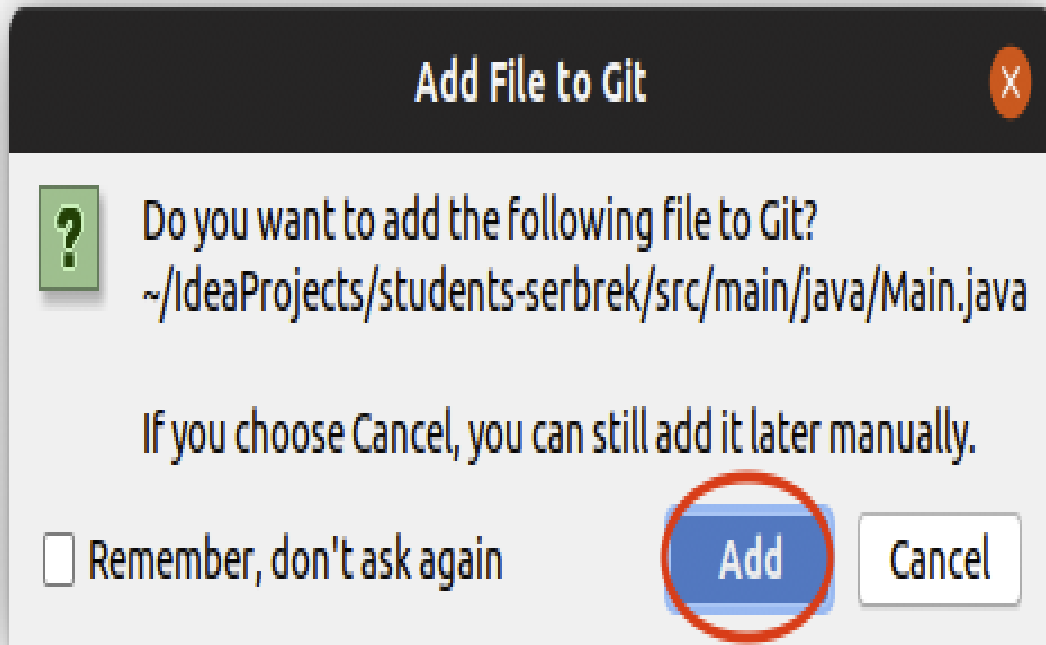 Add File to Git
X
?
Do you want to add the following file to Git?
~/IdeaProjects/students-serbrek/src/main/java/Main.java
If you choose Cancel, you can still add it later manually.
Remember, don't ask again
Add
Cancel